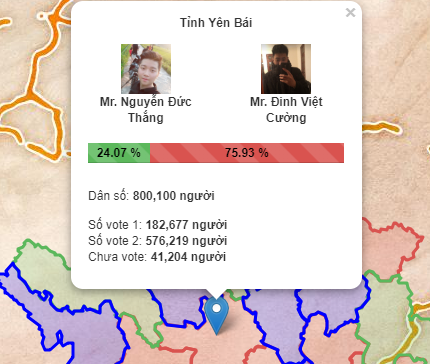 ×
Tỉnh Yên Bái
Mr. Nguyễn Đức
Thắng
Mr. Đinh Việt
Cường
24.07 %
75.93 %
Dân số: 800,100 người
Số vote 1: 182,677 người
Số vote 2: 576,219 người
Chưa vote: 41,204 người